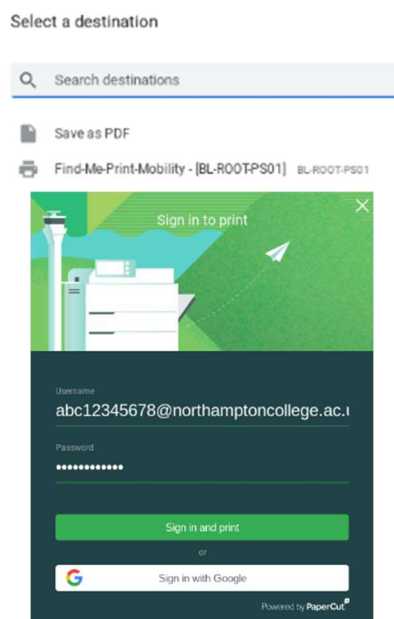 Select a destination
Search destinations
Save as PDF
Find-Me-Print-Mobility - [BL-ROOT-PS01] BL-ROOT-PS01
Sign in to print
Username
abc12345678@northamptoncollege.ac.u
Password
Sign in and print
or
G Sign in with Google
Powered by PaperCut